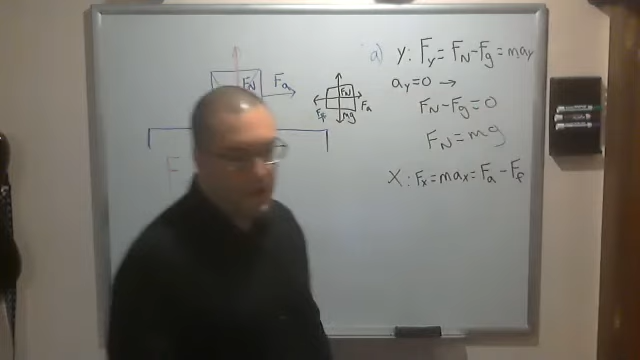 a) Y: Fy = FN - Fg = may
ay = 0 →
FN - Fg = 0
FN = mg
X: Fx = max = Fa - Ff
FN Fa
FN
Ff Fa
mg
F